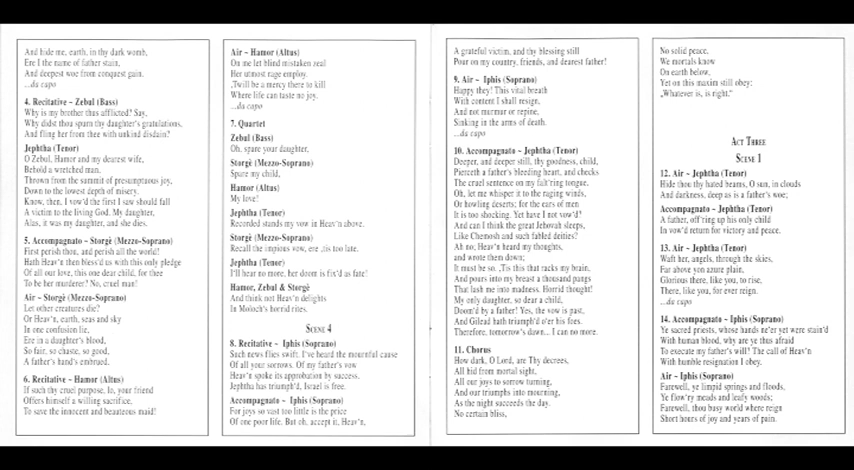 And hide me, earth, in thy dark womb,
Ere I the name of father stain,
And deepest woe from conquest gain.
...da capo
4. Recitative ~ Zebul (Bass)
Why is my brother thus afflicted? Say,
Why didst thou spurn thy daughter's gratulations,
And fling her from thee with unkind disdain?
Jephtha (Tenor)
O Zebul, Hamor and my dearest wife,
Behold a wretched man,
Thrown from the summit of presumptuous joy,
Down to the lowest depth of misery.
Know, then, I vow'd the first I saw should fall
A victim to the living God. My daughter,
Alas, it was my daughter, and she dies.
5. Accompagnato ~ Storgè (Mezzo-Soprano)
First perish thou, and perish all the world!
Hath Heav'n then bless'd us with this only pledge
Of all our love, this one dear child, for thee
To be her murderer? No, cruel man!
Air ~ Storgè (Mezzo-Soprano)
Let other creatures die?
Or Heav'n, earth, seas and sky
In one confusion lie,
Ere in a daughter's blood,
So fair, so chaste, so good,
A father's hand's embrued.
6. Recitative ~ Hamor (Altus)
If such thy cruel purpose, lo, your friend
Offers himself a willing sacrifice,
To save the innocent and beauteous maid!
Air ~ Hamor (Altus)
On me let blind mistaken zeal
Her utmost rage employ.
‚Twill be a mercy there to kill
Where life can taste no joy.
...da capo
7. Quartet
Zebul (Bass)
Oh, spare your daughter,
Storgè (Mezzo-Soprano)
Spare my child,
Hamor (Altus)
My love!
Jephtha (Tenor)
Recorded stands my vow in Heav'n above.
Storgè (Mezzo-Soprano)
Recall the impious vow, ere ‚tis too late.
Jephtha (Tenor)
I'll hear no more, her doom is fix'd as fate!
Hamor, Zebul & Storgè
And think not Heav'n delights
In Moloch's horrid rites.
SCENE 4
8. Recitative ~ Iphis (Soprano)
Such news flies swift. I've heard the mournful cause
Of all your sorrows. Of my father's vow
Heav'n spoke its approbation by success.
Jephtha has triumph'd, Israel is free.
Accompagnato ~ Iphis (Soprano)
For joys so vast too little is the price
Of one poor life. But oh, accept it, Heav'n,
A grateful victim, and thy blessing still
Pour on my country, friends, and dearest father!
9. Air ~ Iphis (Soprano)
Happy they! This vital breath
With content I shall resign,
And not murmur or repine,
Sinking in the arms of death.
...da capo
10. Accompagnato ~ Jephtha (Tenor)
Deeper, and deeper still, thy goodness, child,
Pierceth a father's bleeding heart, and checks
The cruel sentence on my falt'ring tongue.
Oh, let me whisper it to the raging winds,
Or howling deserts; for the ears of men
It is too shocking. Yet have I not vow'd?
And can I think the great Jehovah sleeps,
Like Chemosh and such fabled deities?
Ah no; Heav'n heard my thoughts,
and wrote them down;
It must be so. ‚Tis this that racks my brain,
And pours into my breast a thousand pangs
That lash me into madness. Horrid thought!
My only daughter, so dear a child,
Doom'd by a father! Yes, the vow is past,
And Gilead hath triumph'd o'er his foes.
Therefore, tomorrow's dawn... I can no more.
11. Chorus
How dark, O Lord, are Thy decrees,
All hid from mortal sight,
All our joys to sorrow turning,
And our triumphs into mourning,
As the night succeeds the day.
No certain bliss,
No solid peace,
We mortals know
On earth below,
Yet on this maxim still obey:
„Whatever is, is right."
ACT THREE
SCENE 1
12. Air ~ Jephtha (Tenor)
Hide thou thy hated beams, O sun, in clouds
And darkness, deep as is a father's woe;
Accompagnato ~ Jephtha (Tenor)
A father, off'ring up his only child
In vow'd return for victory and peace.
13. Air ~ Jephtha (Tenor)
Waft her, angels, through the skies,
Far above yon azure plain,
Glorious there, like you, to rise,
There, like you, for ever reign.
...da capo
14. Accompagnato ~ Iphis (Soprano)
Ye sacred priests, whose hands ne'er yet were stain'd
With human blood, why are ye thus afraid
To execute my father's will? The call of Heav'n
With humble resignation I obey.
Air ~ Iphis (Soprano)
Farewell, ye limpid springs and floods,
Ye flow'ry meads and leafy woods;
Farewell, thou busy world where reign
Short hours of joy and years of pain.